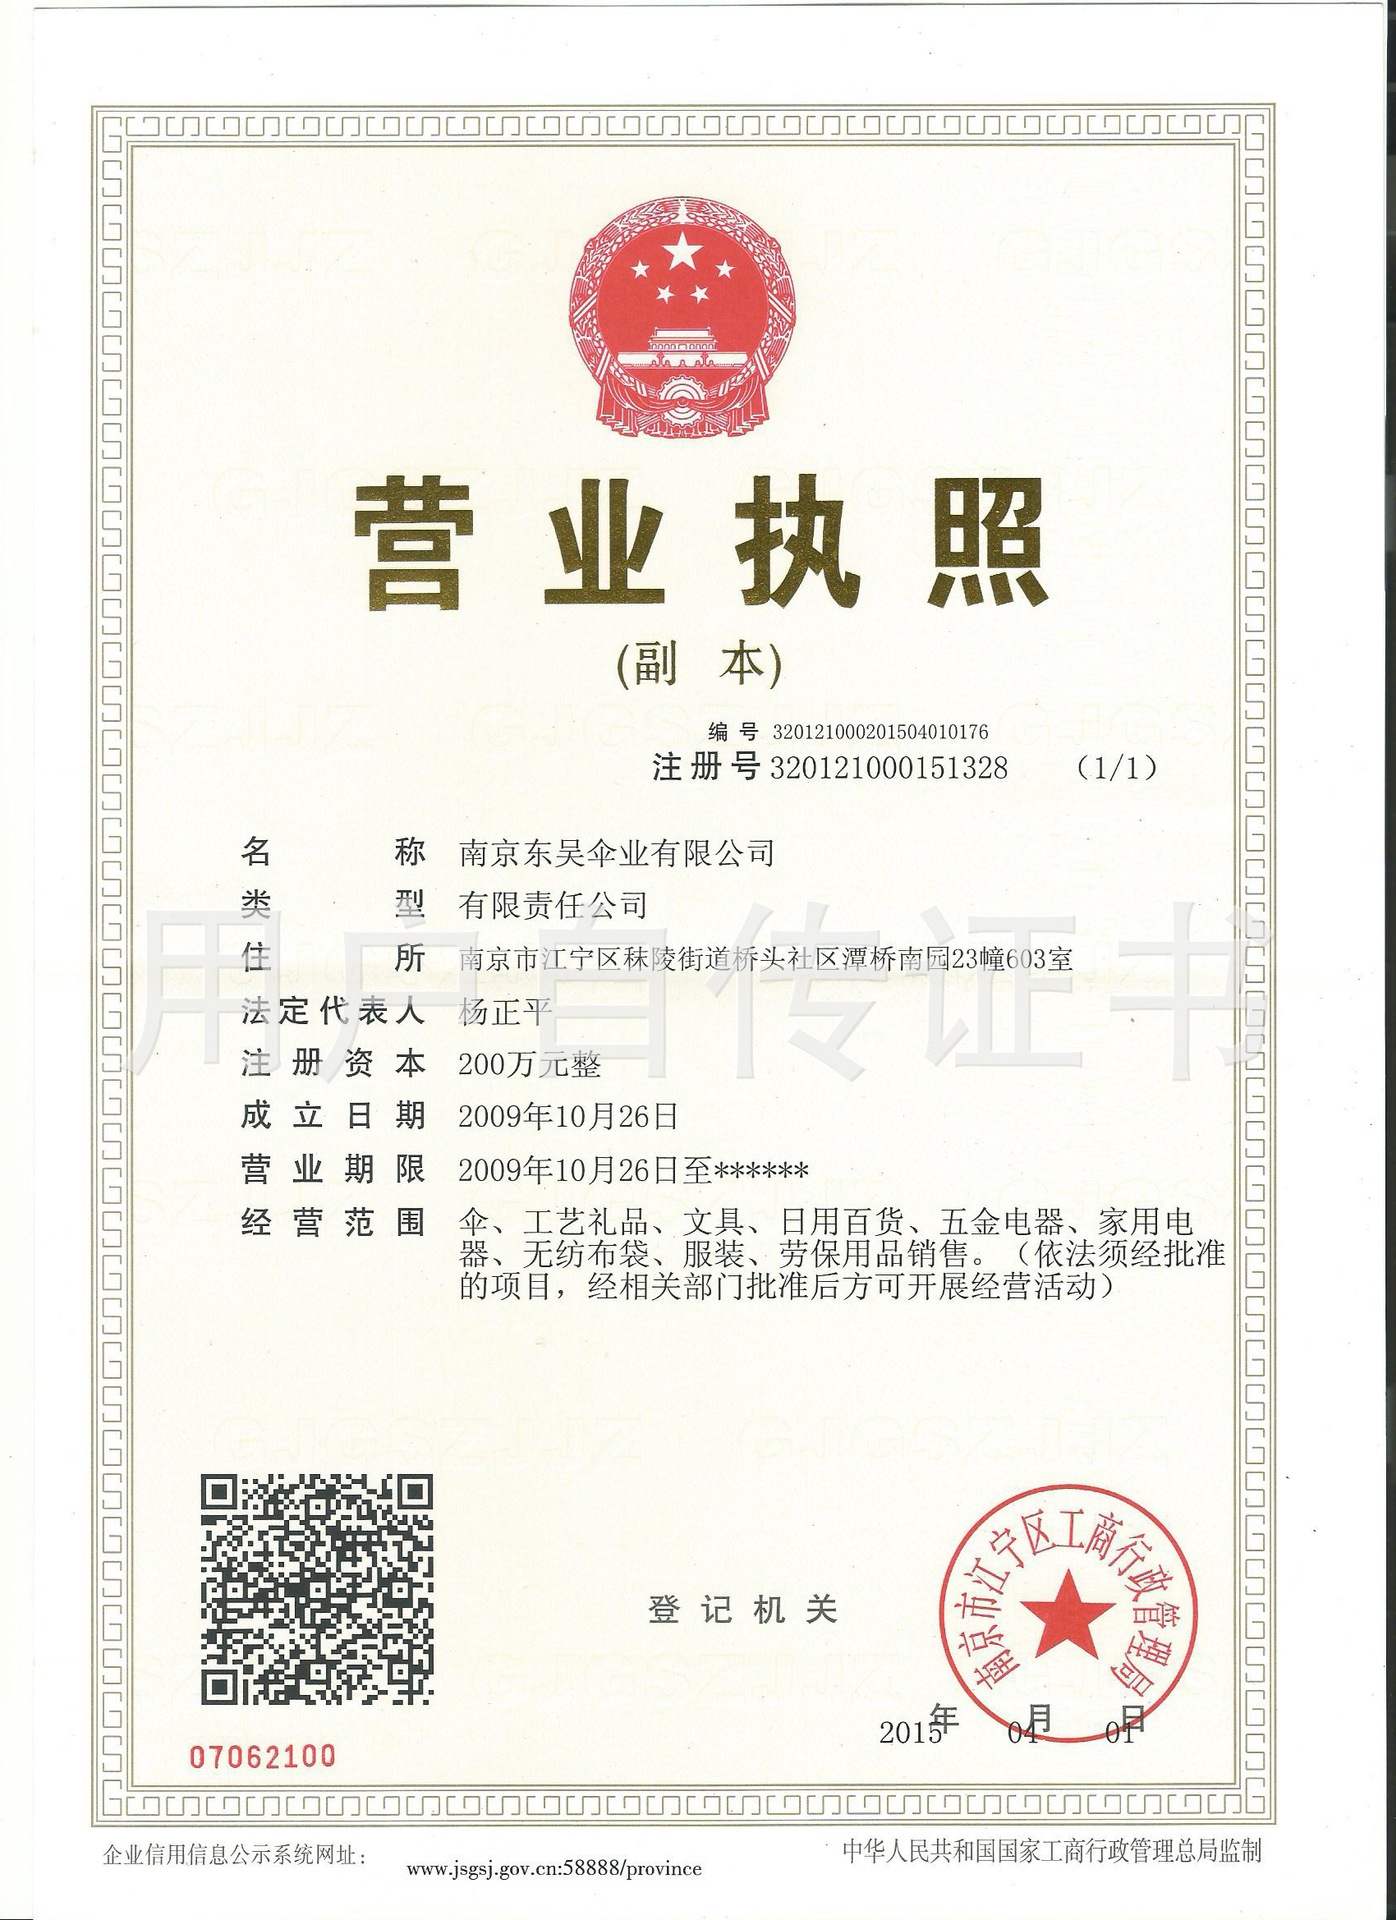 营业执照
(副 本)
编号 320121000201504010176
注册号 320121000151328 （1/1）
名称 南京东吴伞业有限公司
类型 有限责任公司
住所 南京市江宁区秣陵街道桥头社区潭桥南园23幢603室
法定代表人 杨正平
注册资本 200万元整
成立日期 2009年10月26日
营业期限 2009年10月26日至******
经营范围 伞、工艺礼品、文具、日用百货、五金电器、家用电
器、无纺布袋、服装、劳保用品销售。（依法须经批准
的项目，经相关部门批准后方可开展经营活动）
用户自传证书
登记机关
南京市江宁区工商行政管理局
2015年04月01日
07062100
企业信用信息公示系统网址：
www.jsgsj.gov.cn:58888/province
中华人民共和国国家工商行政管理总局监制